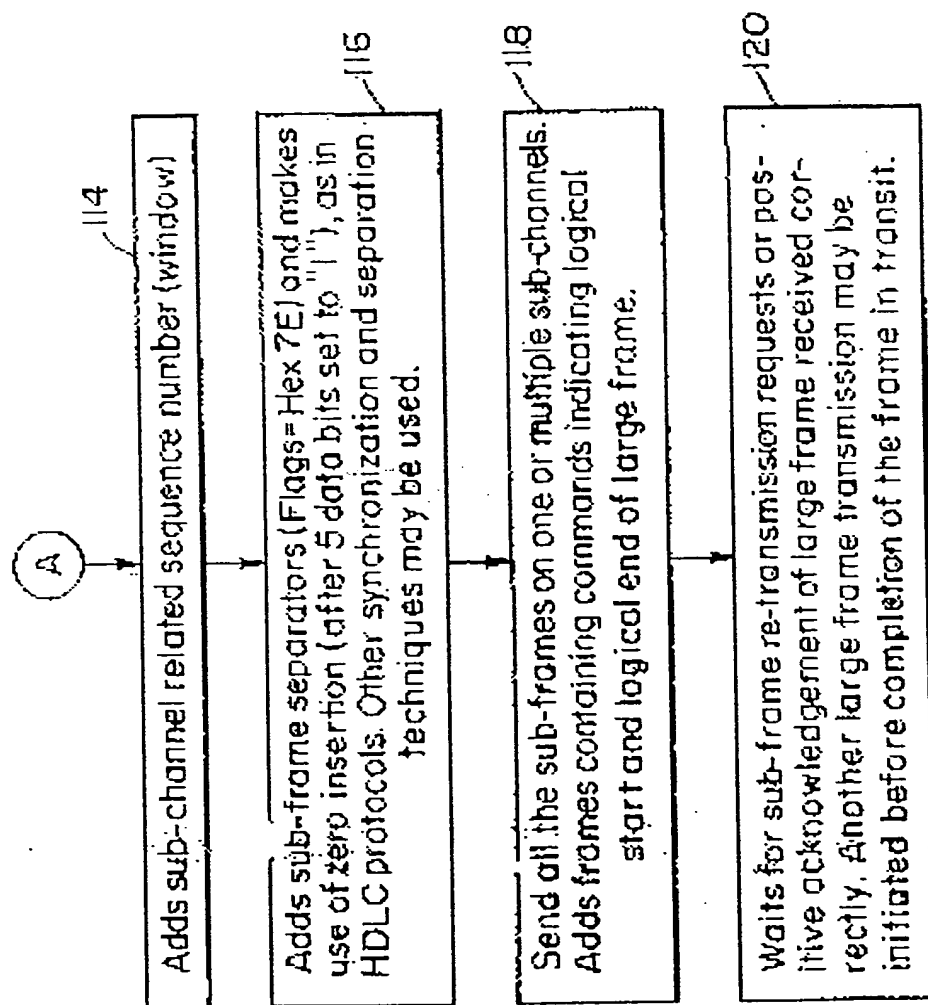 A
114
Adds sub-channel related sequence number (window)
116
Adds sub-frame separators (Flags=Hex 7E) and makes
use of zero insertion (after 5 data bits set to "1"), as in
HDLC protocols. Other synchronization and separation
techniques may be used.
118
Send all the sub-frames on one or multiple sub-channels.
Adds frames containing commands indicating logical
start and logical end of large frame.
120
Waits for sub-frame re-transmission requests or pos-
itive acknowledgement of large frame received cor-
rectly. Another large frame transmission may be
initiated before completion of the frame in transit.